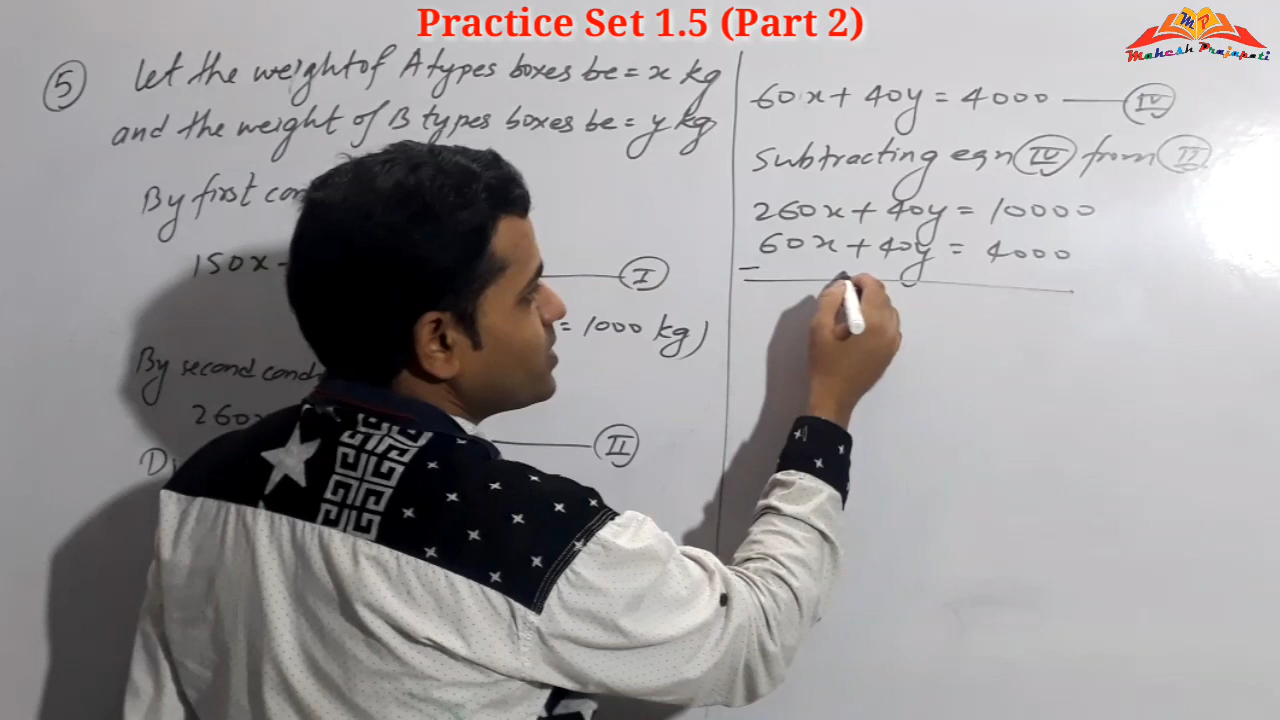 Practice Set 1.5 (Part 2)
MP
Mahesh Prajapati
5 Let the weight of A types boxes be = x kg
and the weight of B types boxes be = y kg
By first con
150x - I
= 1000 kg)
By second cond
260x II
60x + 40y = 4000 IV
Subtracting eqn IV from II
260x + 40y = 10000
60x + 40y = 4000
-